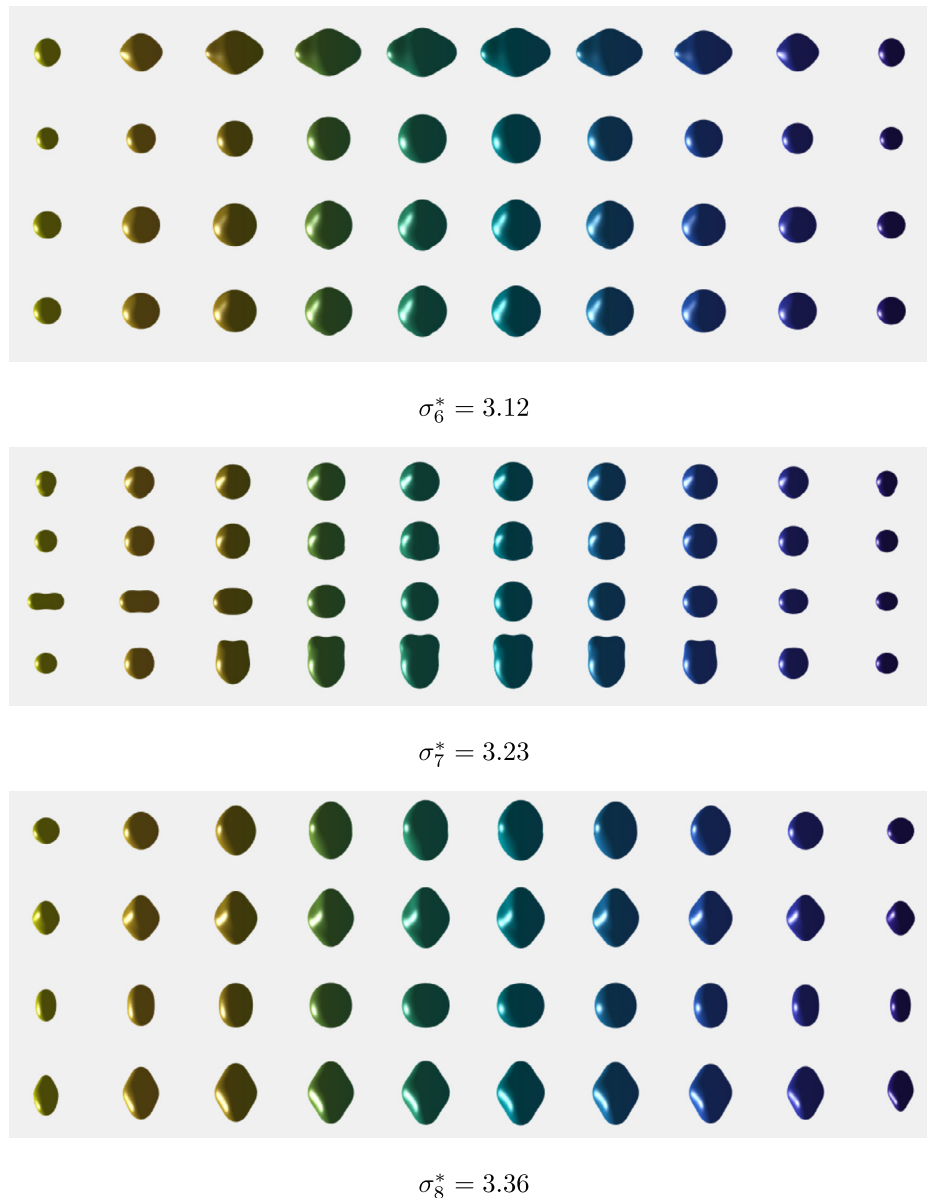 σ₆* = 3.12
σ₇* = 3.23
σ₈* = 3.36